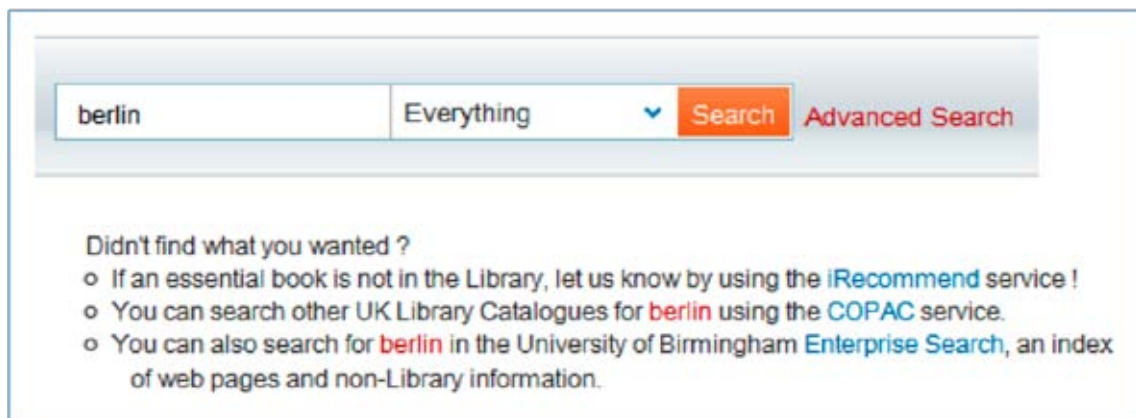 berlin Everything Search Advanced Search
Didn't find what you wanted ?
o If an essential book is not in the Library, let us know by using the iRecommend service !
o You can search other UK Library Catalogues for berlin using the COPAC service.
o You can also search for berlin in the University of Birmingham Enterprise Search, an index
of web pages and non-Library information.